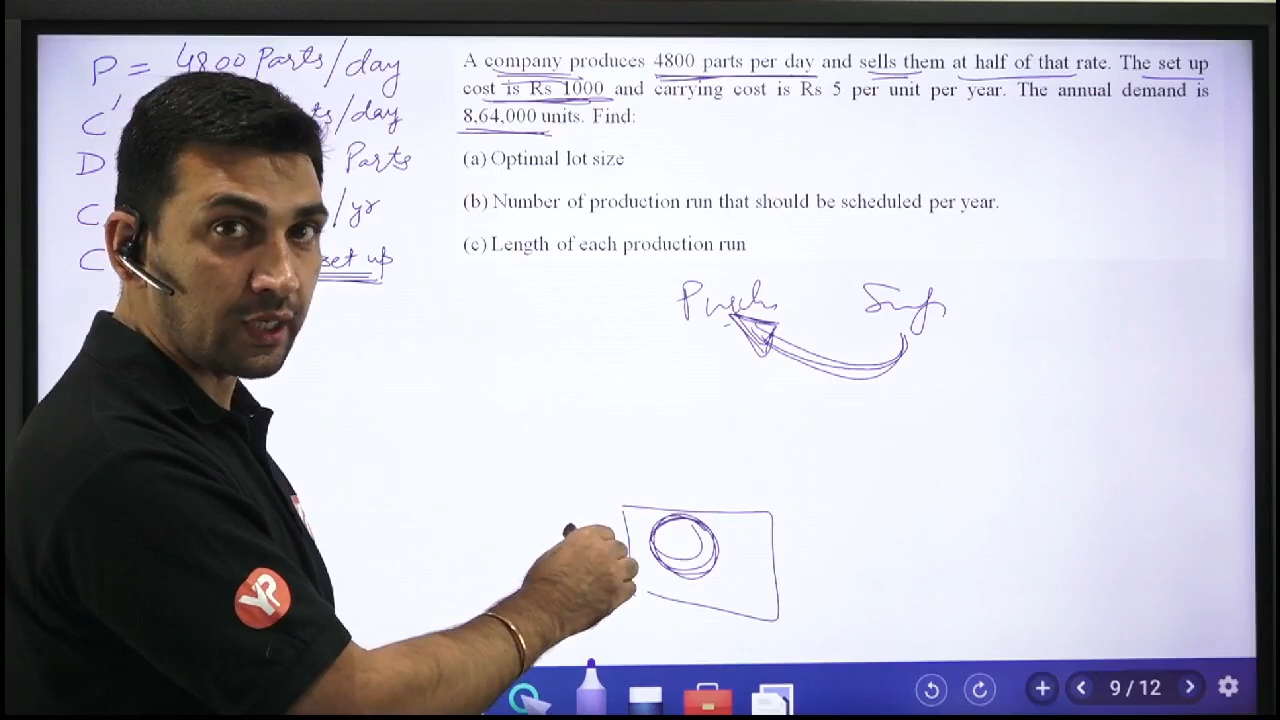 P = 4800 Parts/day
C' /day
D Parts
C /yr
C set up
A company produces 4800 parts per day and sells them at half of that rate. The set up
cost is Rs 1000 and carrying cost is Rs 5 per unit per year. The annual demand is
8,64,000 units. Find:
(a) Optimal lot size
(b) Number of production run that should be scheduled per year.
(c) Length of each production run
YP
9 / 12